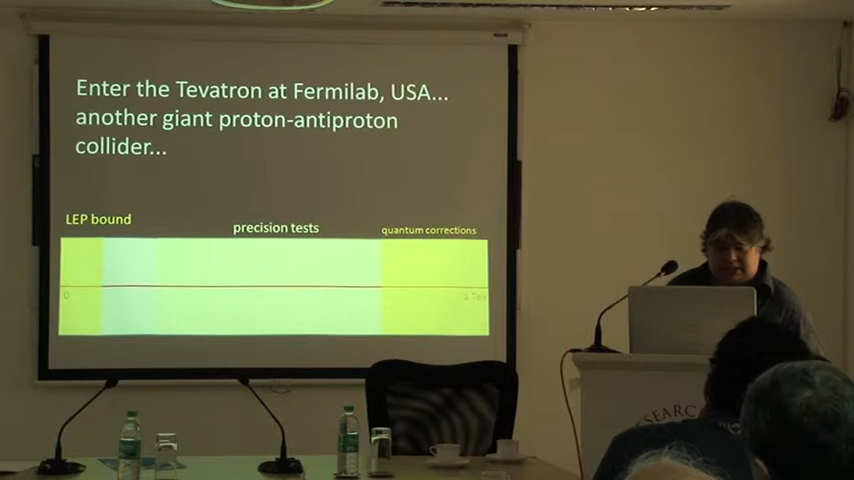 Enter the Tevatron at Fermilab, USA...
another giant proton-antiproton
collider...
LEP bound
precision tests
quantum corrections
0
1 TeV